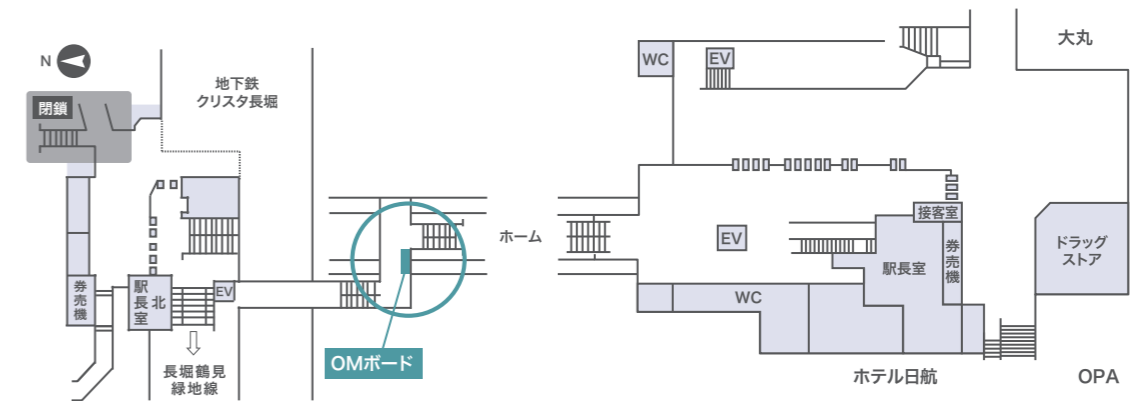 N
閉鎖
地下鉄
クリスタ長堀
券売機
駅長室
北
EV
長堀鶴見
緑地線
OMボード
ホーム
WC
EV
大丸
EV
接客室
券売機
駅長室
WC
ドラッグ
ストア
ホテル日航
OPA